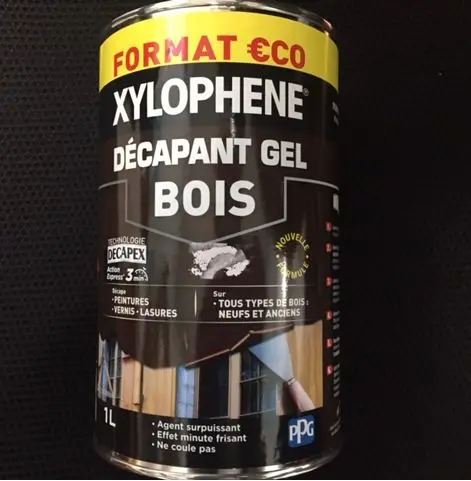 FORMAT €CO
XYLOPHENE®
DÉCAPANT GEL
BOIS
TECHNOLOGIE
DECAPEX
Action
Express 3 min
NOUVELLE
FORMULE
Décape
• PEINTURES
• VERNIS • LASURES
Sur
• TOUS TYPES DE BOIS :
NEUFS ET ANCIENS
1L
• Agent surpuissant
• Effet minute frisant
• Ne coule pas
PPG